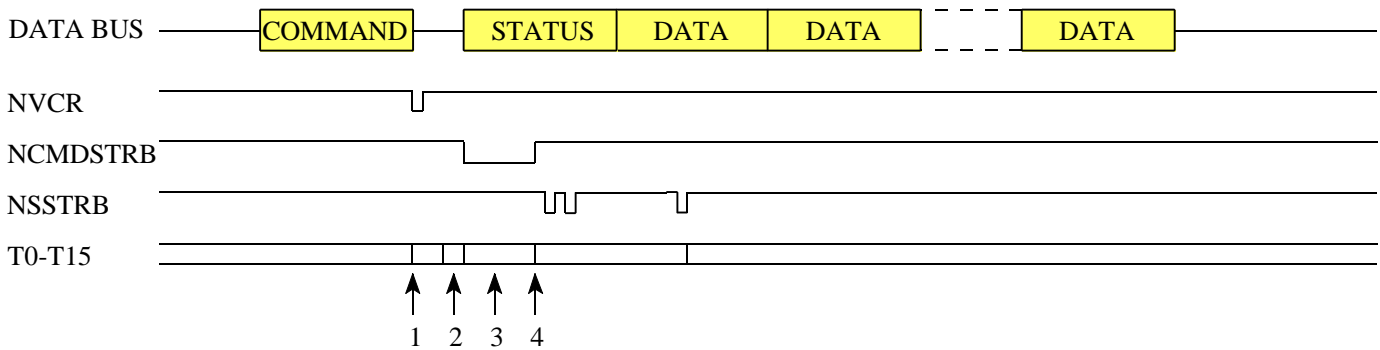 DATA BUS COMMAND STATUS DATA DATA DATA
NVCR
NCMDSTRB
NSSTRB
T0-T15
1 2 3 4